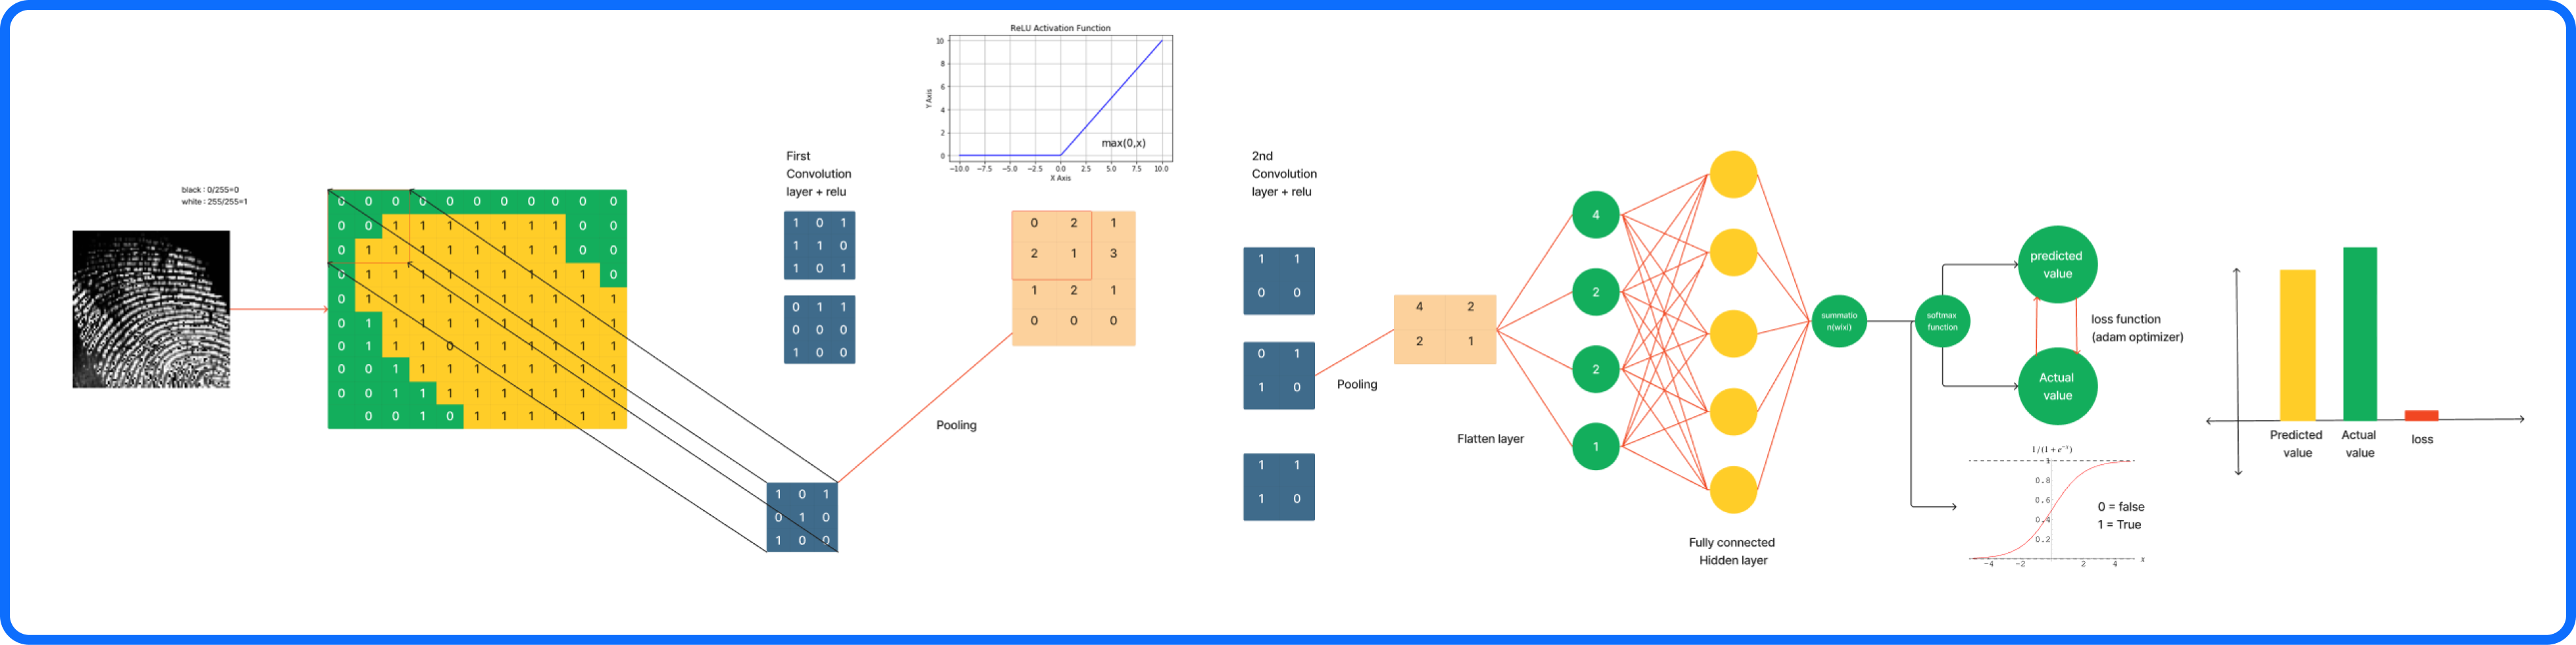 ReLU Activation Function
10
8
6
4
2
0
Y Axis
max(0,x)
−10.0 −7.5 −5.0 −2.5 0.0 2.5 5.0 7.5 10.0
X Axis
black : 0/255=0
white : 255/255=1
0 0 0 0 0 0 0 0 0 0 0
0 0 1 1 1 1 1 1 1 0 0
0 1 1 1 1 1 1 1 1 0 0
0 1 1 1 1 1 1 1 1 1 0
0 1 1 1 1 1 1 1 1 1 1
0 1 1 1 1 1 1 1 1 1 1
0 1 1 1 0 1 1 1 1 1 1
0 0 1 1 1 1 1 1 1 1 1
0 0 1 1 1 1 1 1 1 1 1
0 0 1 0 1 1 1 1 1 1
First
Convolution
layer + relu
1 0 1
1 1 0
1 0 1
0 1 1
0 0 0
1 0 0
1 0 1
0 1 0
1 0 0
Pooling
0 2 1
2 1 3
1 2 1
0 0 0
2nd
Convolution
layer + relu
1 1
0 0
0 1
1 0
1 1
1 0
Pooling
4 2
2 1
Flatten layer
4
2
2
1
Fully connected
Hidden layer
summatio
n(wixi)
softmax
function
predicted
value
Actual
value
loss function
(adam optimizer)
1/(1 + e⁻ˣ)
1
0.8
0.6
0.4
0.2
−4 −2 2 4 x
0 = false
1 = True
Predicted
value
Actual
value
loss